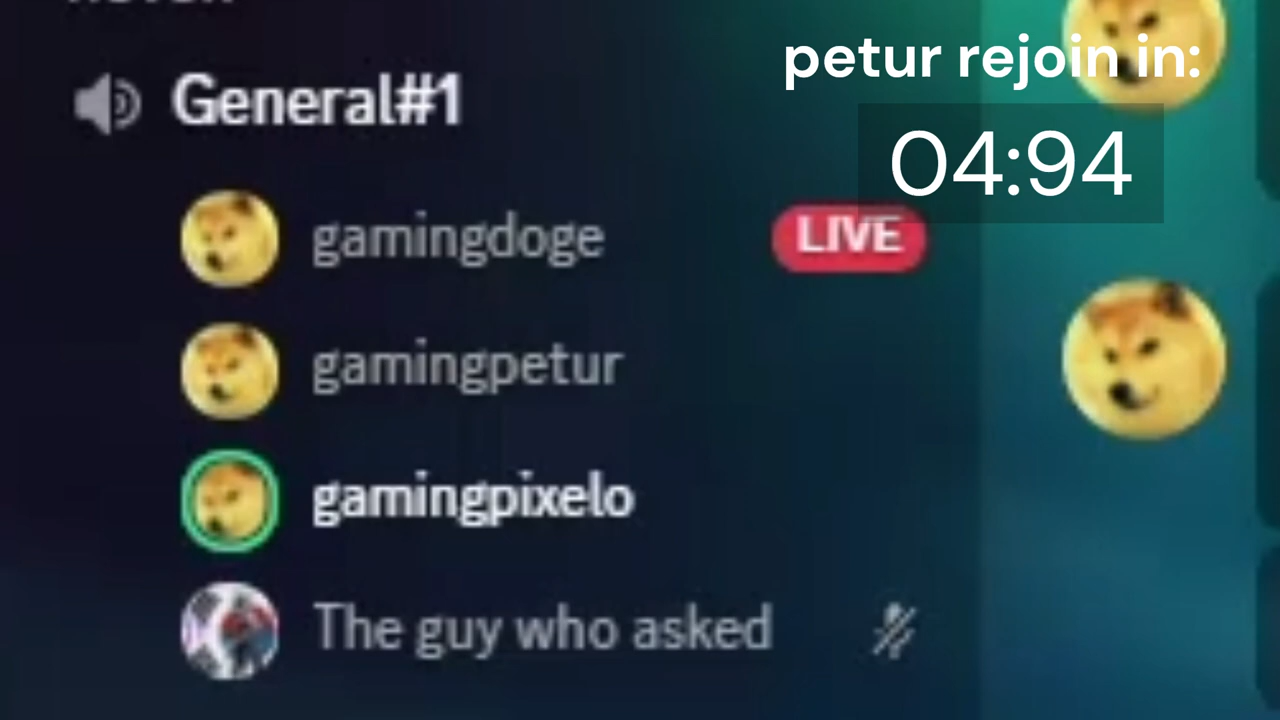 petur rejoin in:
04:94
General#1
gamingdoge
LIVE
gamingpetur
gamingpixelo
The guy who asked